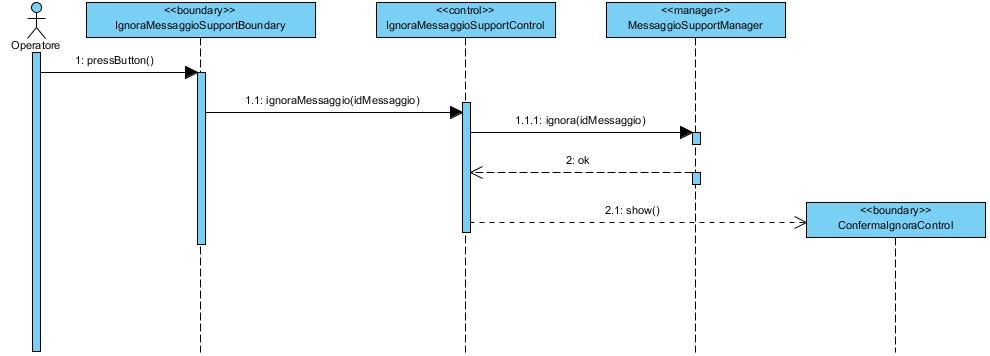 <<boundary>>
IgnoraMessaggioSupportBoundary
<<control>>
IgnoraMessaggioSupportControl
<<manager>>
MessaggioSupportManager
Operatore
1: pressButton()
1.1: ignoraMessaggio(idMessaggio)
1.1.1: ignora(idMessaggio)
2: ok
2.1: show()
<<boundary>>
ConfermaIgnoraControl